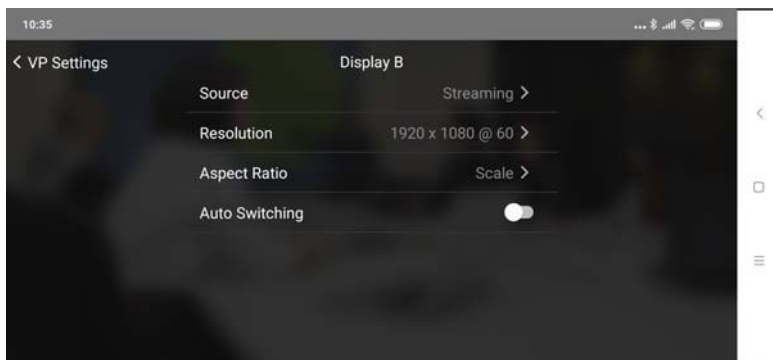 10:35
VP Settings
Display B
Source
Streaming
Resolution
1920 x 1080 @ 60
Aspect Ratio
Scale
Auto Switching